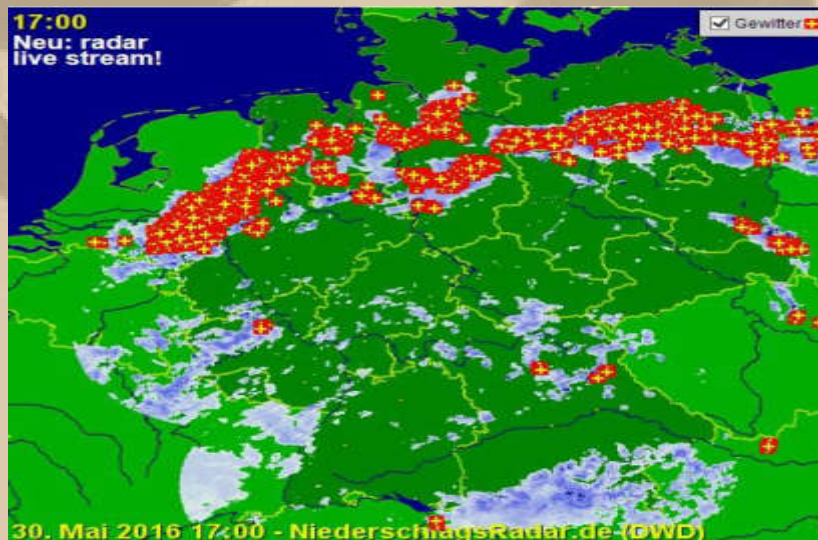 17:00
Neu: radar
live stream!
Gewitter
30. Mai 2016 17:00 - NiederschlagsRadar.de (DWD)